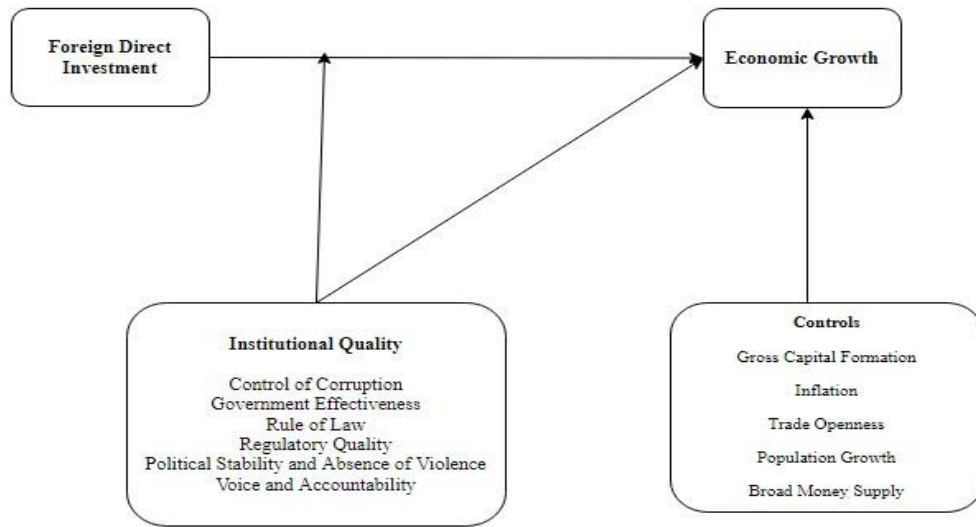 Foreign Direct
Investment
Economic Growth
Institutional Quality
Control of Corruption
Government Effectiveness
Rule of Law
Regulatory Quality
Political Stability and Absence of Violence
Voice and Accountability
Controls
Gross Capital Formation
Inflation
Trade Openness
Population Growth
Broad Money Supply